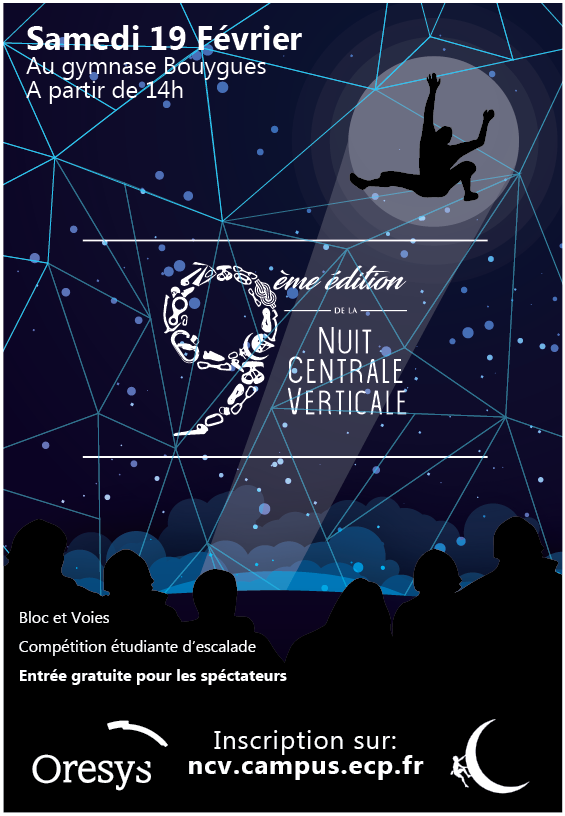 Samedi 19 Février
Au gymnase Bouygues
A partir de 14h
9ème édition
DE LA
NUIT
CENTRALE
VERTICALE
Bloc et Voies
Compétition étudiante d'escalade
Entrée gratuite pour les spéctateurs
Oresys
Inscription sur:
ncv.campus.ecp.fr